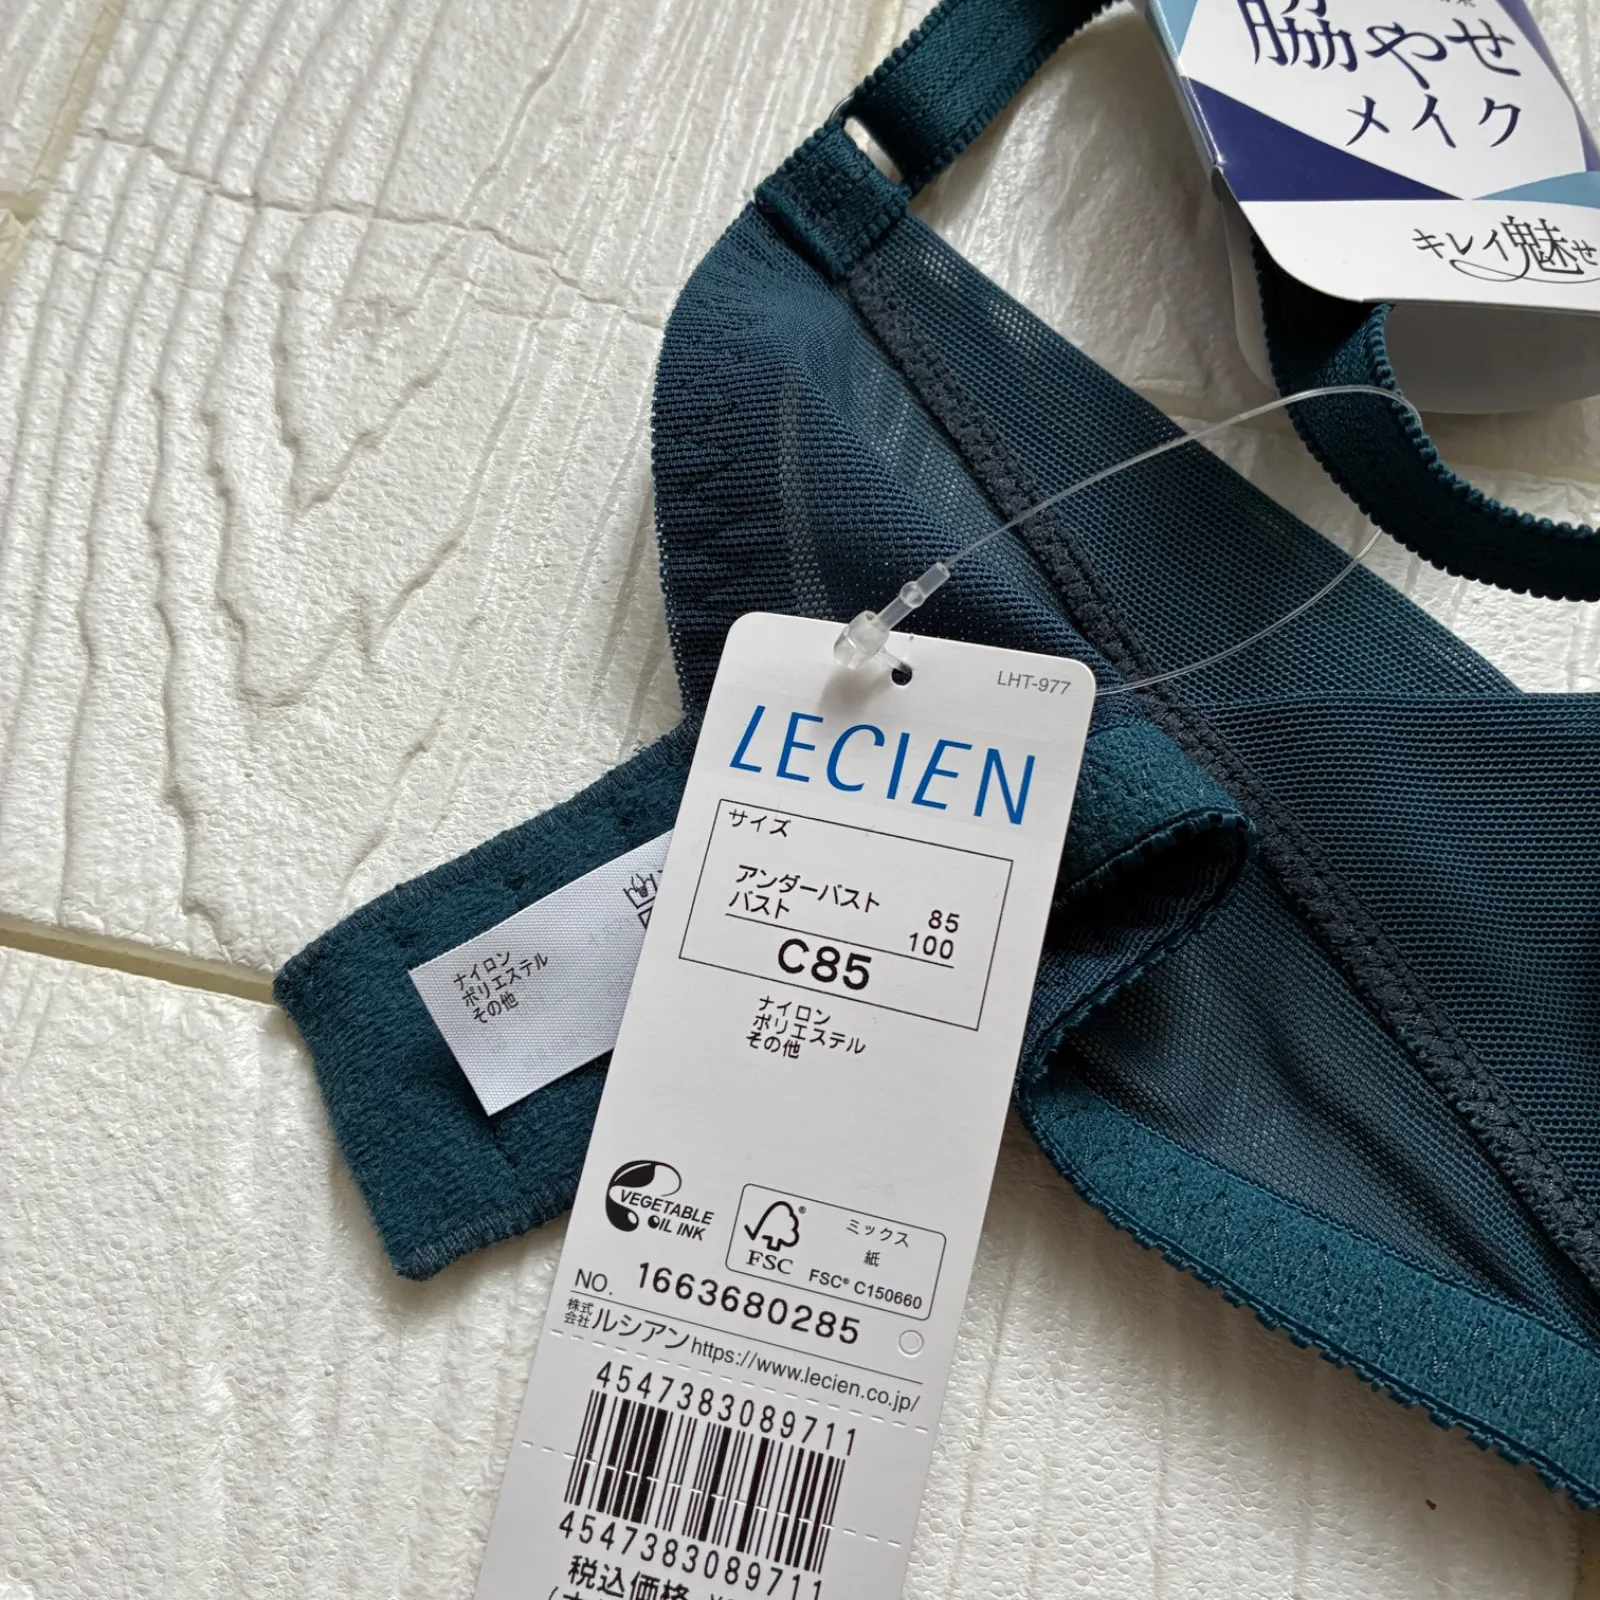 脇やせ
メイク
キレイ魅せ
LHT-977
LECIEN
サイズ
アンダーバスト 85
バスト 100
C85
ナイロン
ポリエステル
その他
ナイロン
ポリエステル
その他
VEGETABLE
OIL INK
FSC
ミックス
紙
FSC® C150660
NO. 1663680285
株式会社ルシアン https://www.lecien.co.jp/
4547383089711
4547383089711
税込価格